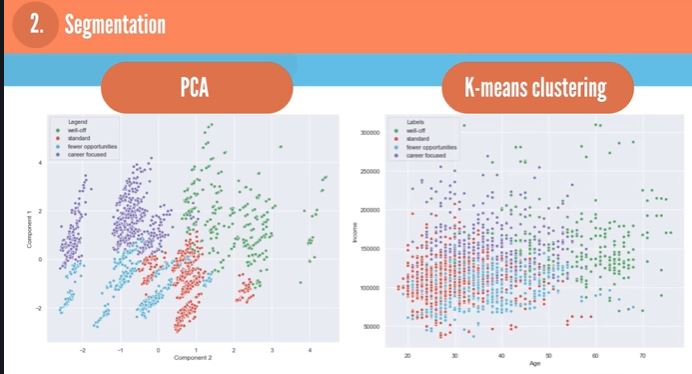 2.
Segmentation
PCA
K-means clustering
Legend
well-off
standard
fewer opportunities
career focused
4
2
0
−2
Component 1
−2
−1
0
1
2
3
4
Component 2
Labels
well-off
standard
fewer opportunities
career focused
300000
250000
200000
150000
100000
50000
Income
20
30
40
50
60
70
Age